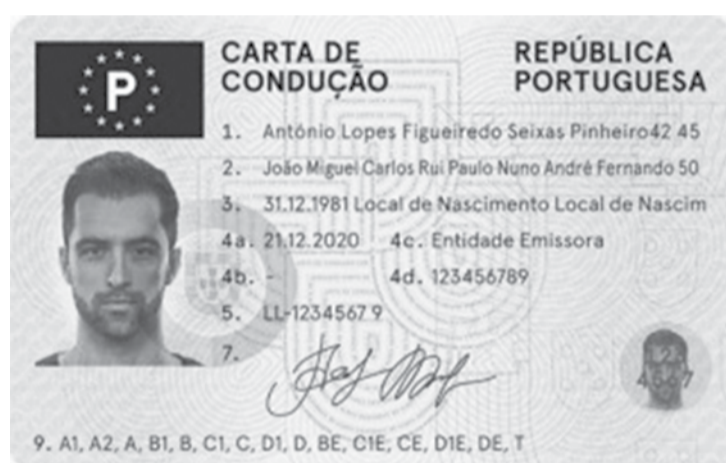 P
CARTA DE CONDUÇÃO
REPÚBLICA PORTUGUESA
1. António Lopes Figueiredo Seixas Pinheiro42 45
2. João Miguel Carlos Rui Paulo Nuno André Fernando 50
3. 31.12.1981 Local de Nascimento Local de Nascim
4a. 21.12.2020 4c. Entidade Emissora
4b. - 4d. 123456789
5. LL-1234567 9
7.
23
4567
9. A1, A2, A, B1, B, C1, C, D1, D, BE, C1E, CE, D1E, DE, T